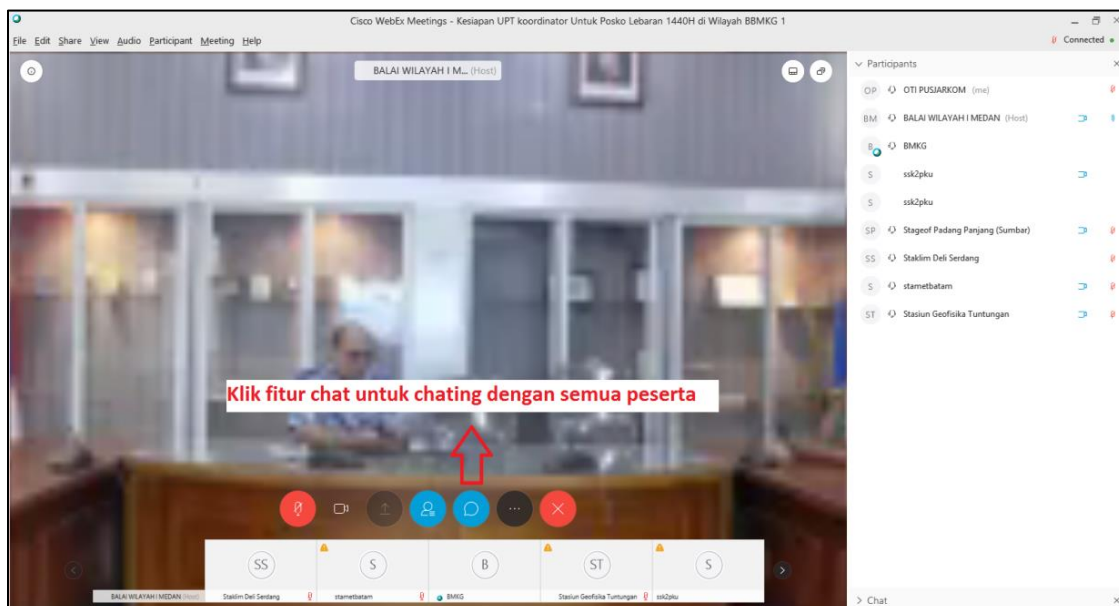 Cisco WebEx Meetings - Kesiapan UPT koordinator Untuk Posko Lebaran 1440H di Wilayah BBMKG 1
File Edit Share View Audio Participant Meeting Help
Connected
BALAI WILAYAH I M... (Host)
Participants
OP OTI PUSJARKOM (me)
BM BALAI WILAYAH I MEDAN (Host)
B BMKG
S ssk2pku
S ssk2pku
SP Stageof Padang Panjang (Sumbar)
SS Staklim Deli Serdang
S stametbatam
ST Stasiun Geofisika Tuntungan
Klik fitur chat untuk chating dengan semua peserta
SS S B ST S
BALAI WILAYAH I MEDAN (Host) Staklim Deli Serdang stametbatam BMKG Stasiun Geofisika Tuntungan ssk2pku
Chat